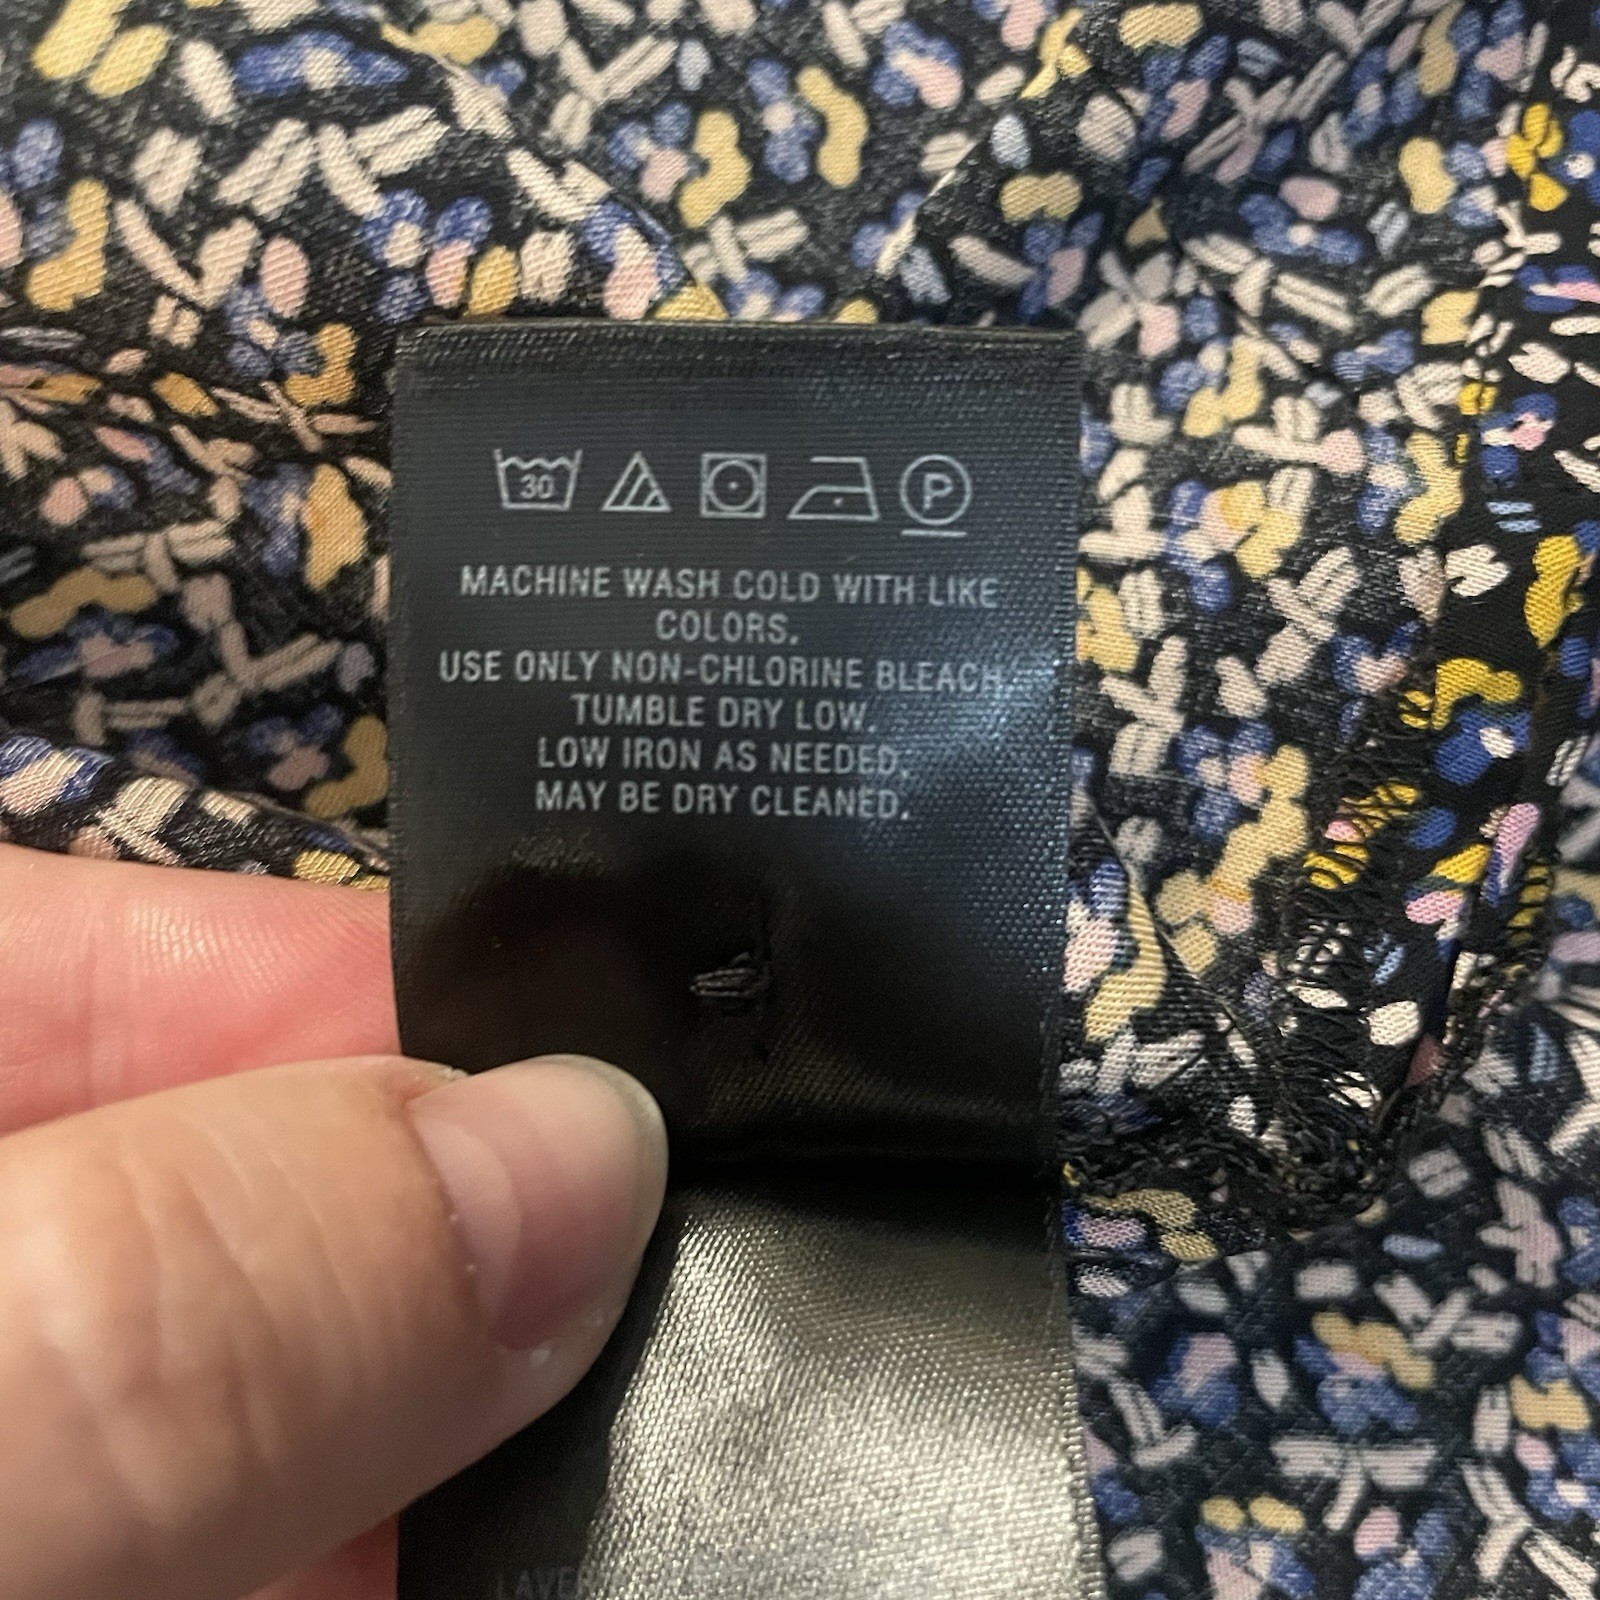 30 P
MACHINE WASH COLD WITH LIKE
COLORS.
USE ONLY NON-CHLORINE BLEACH.
TUMBLE DRY LOW.
LOW IRON AS NEEDED.
MAY BE DRY CLEANED.